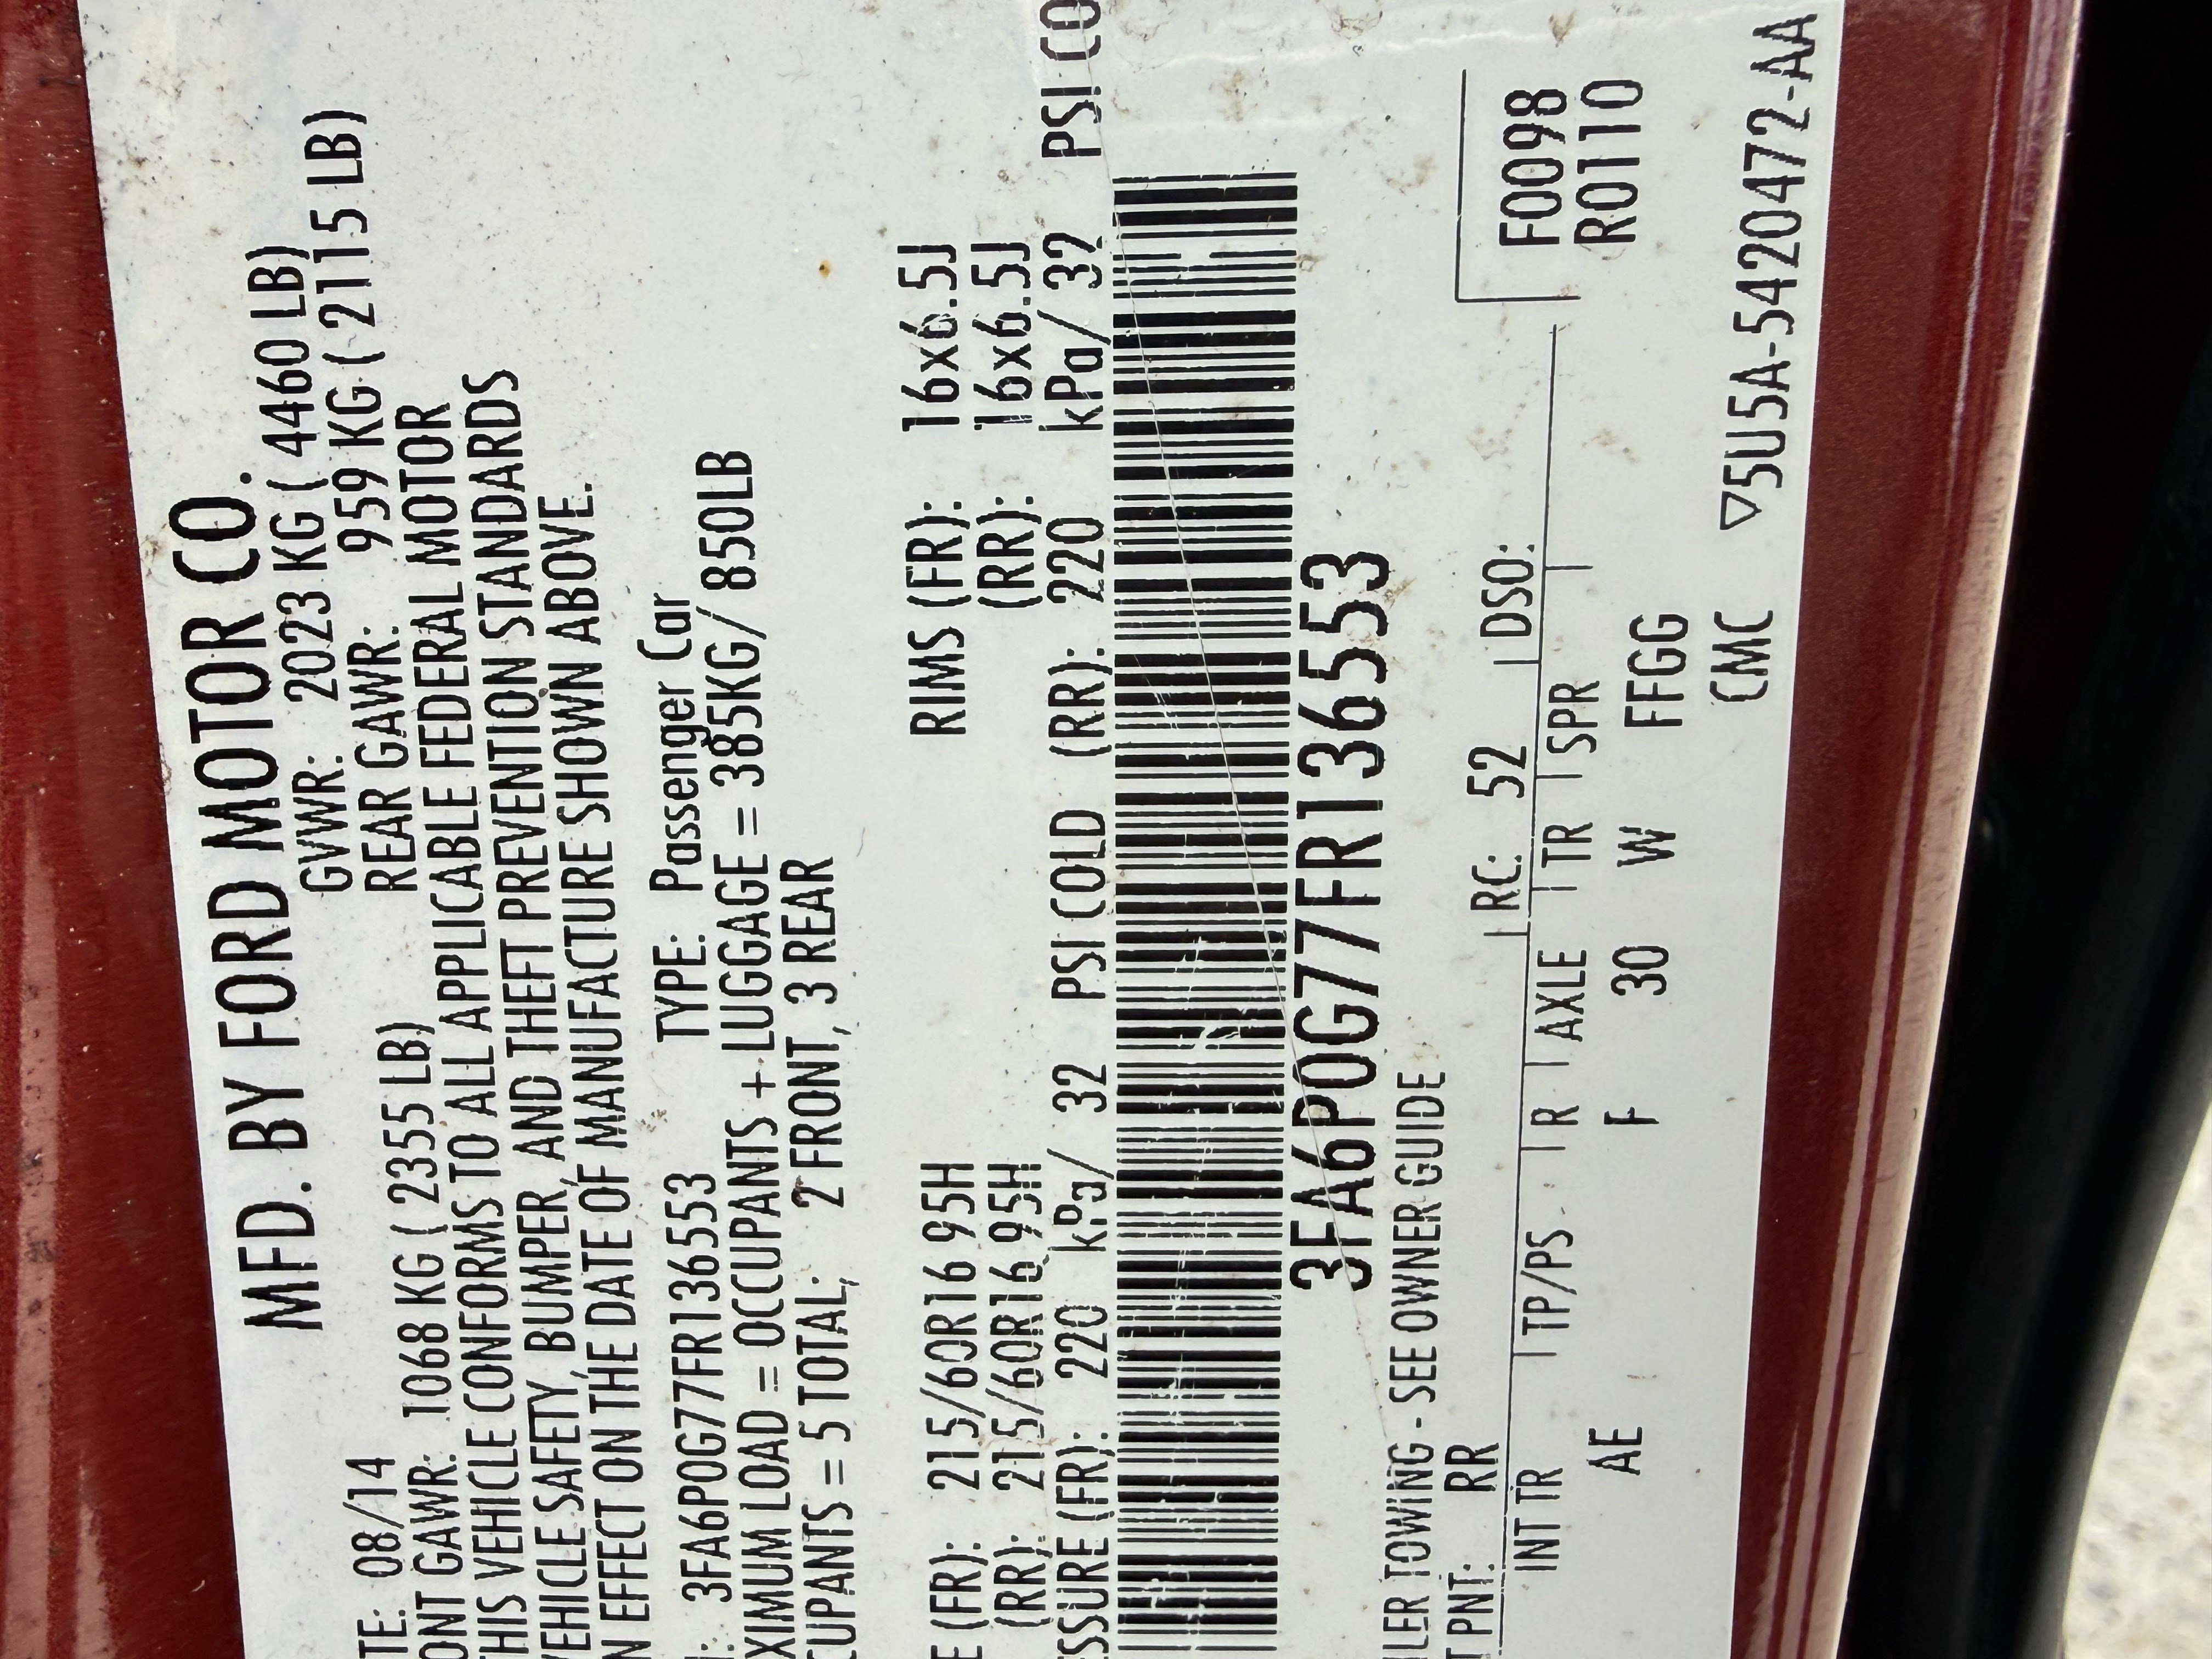 MFD. BY FORD MOTOR CO.
TE: 08/14 GVWR: 2023 KG ( 4460 LB)
ONT GAWR: 1068 KG ( 2355 LB) REAR GAWR: 959 KG ( 2115 LB)
THIS VEHICLE CONFORMS TO ALL APPLICABLE FEDERAL MOTOR
VEHICLE SAFETY, BUMPER, AND THEFT PREVENTION STANDARDS
N EFFECT ON THE DATE OF MANUFACTURE SHOWN ABOVE.
: 3FA6P0G77FR136553 TYPE: Passenger Car
XIMUM LOAD = OCCUPANTS + LUGGAGE = 385KG/ 850LB
CUPANTS = 5 TOTAL; 2 FRONT, 3 REAR
E (FR): 215/60R16 95H RIMS (FR): 16x6.5J
(RR): 215/60R16 95H (RR): 16x6.5J
ESSURE (FR): 220 kPa/ 32 PSI COLD (RR): 220 kPa/ 32 PSI CO
3FA6P0G77FR136553
ILER TOWING - SEE OWNER GUIDE
T PNT: RR RC: 52 DSO:
F0098
R0110
INT TR TP/PS R AXLE TR SPR
AE F 30 W FFGG
CMC ▽5U5A-5420472-AA